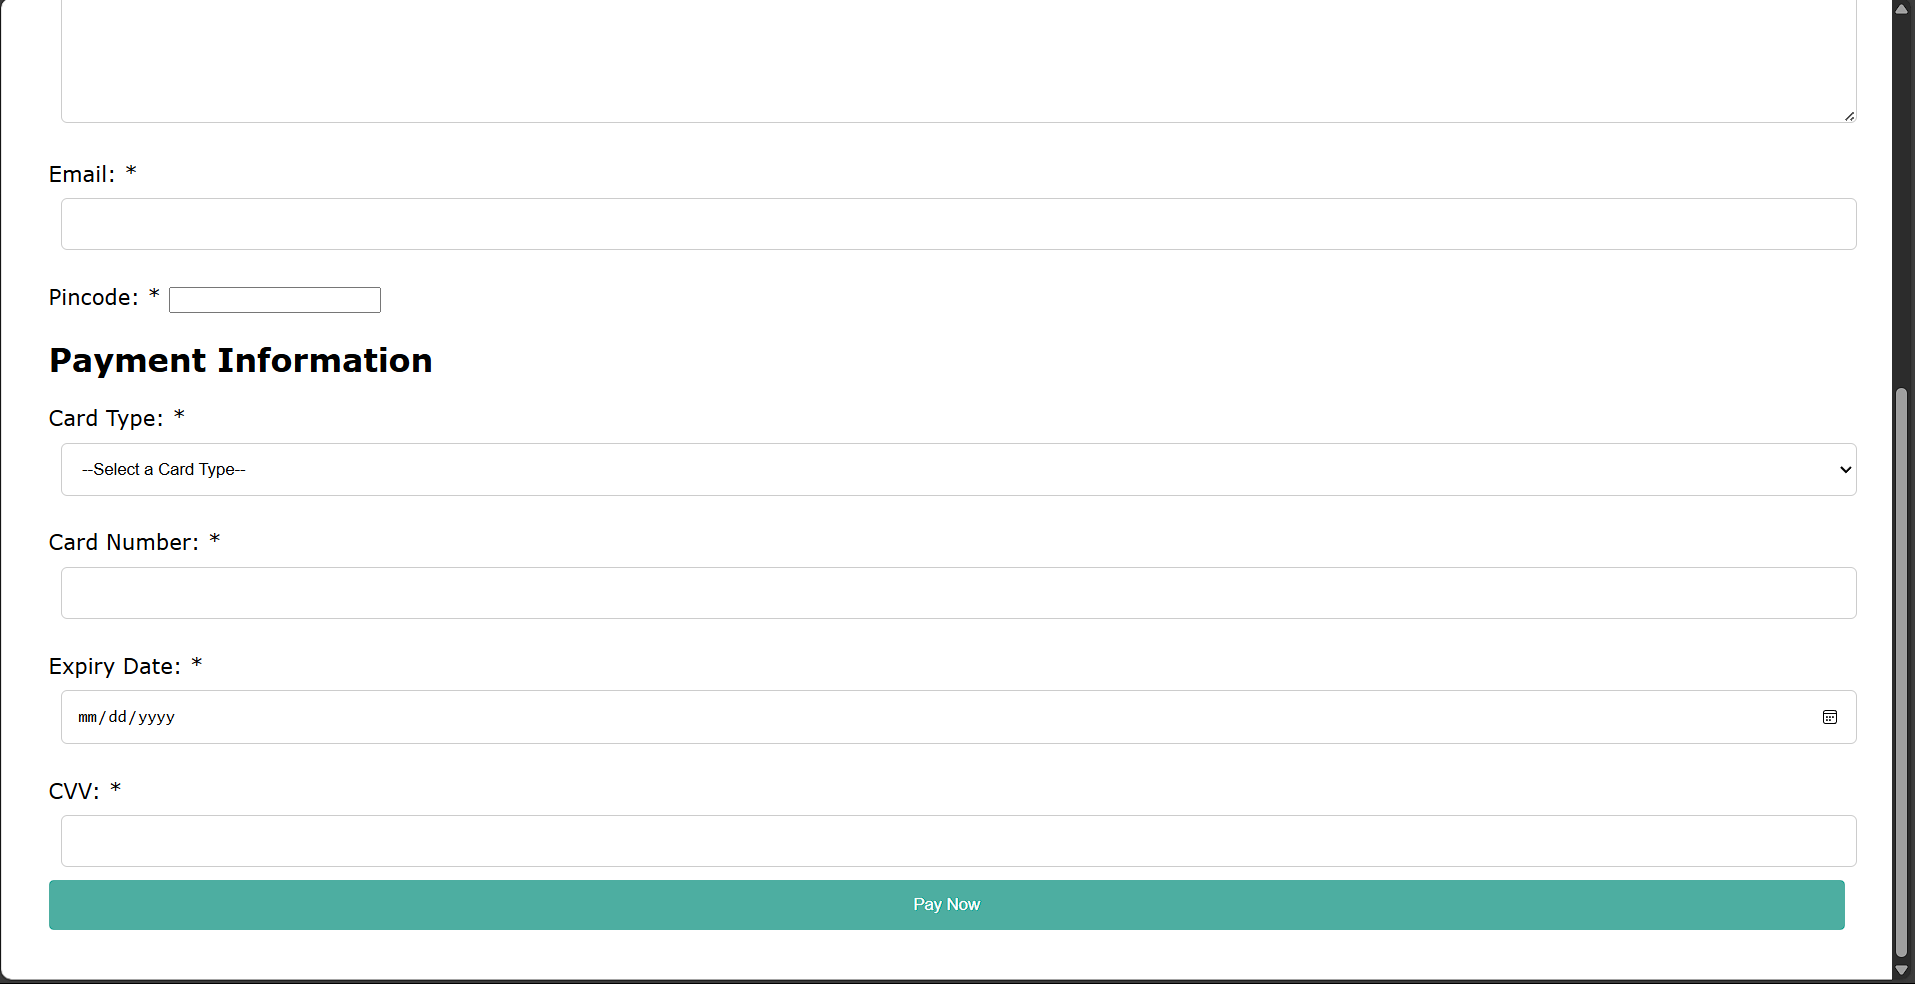 Email: *
Pincode: *
Payment Information
Card Type: *
--Select a Card Type--
Card Number: *
Expiry Date: *
mm/dd/yyyy
CVV: *
Pay Now